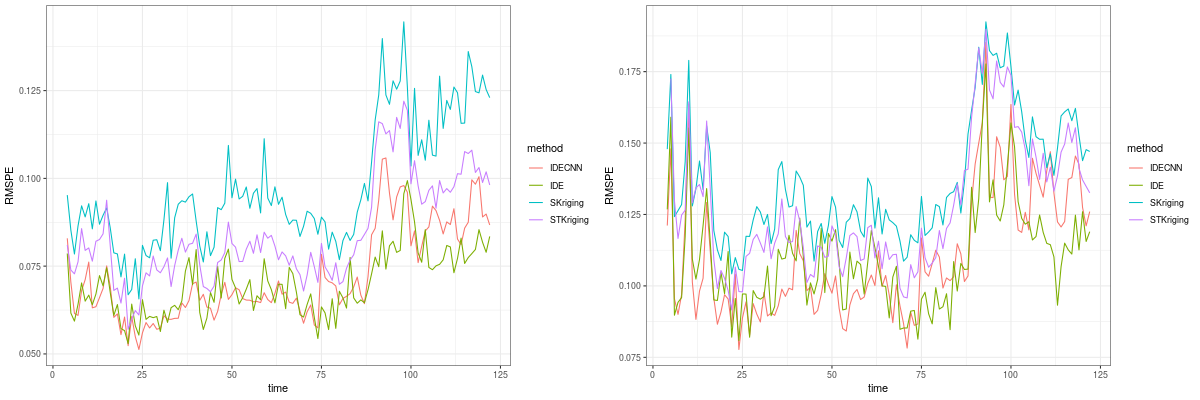 RMSPE
0.125
0.100
0.075
0.050
0
25
50
75
100
125
time
method
IDECNN
IDE
SKriging
STKriging
RMSPE
0.175
0.150
0.125
0.100
0.075
0
25
50
75
100
125
time
method
IDECNN
IDE
SKriging
STKriging